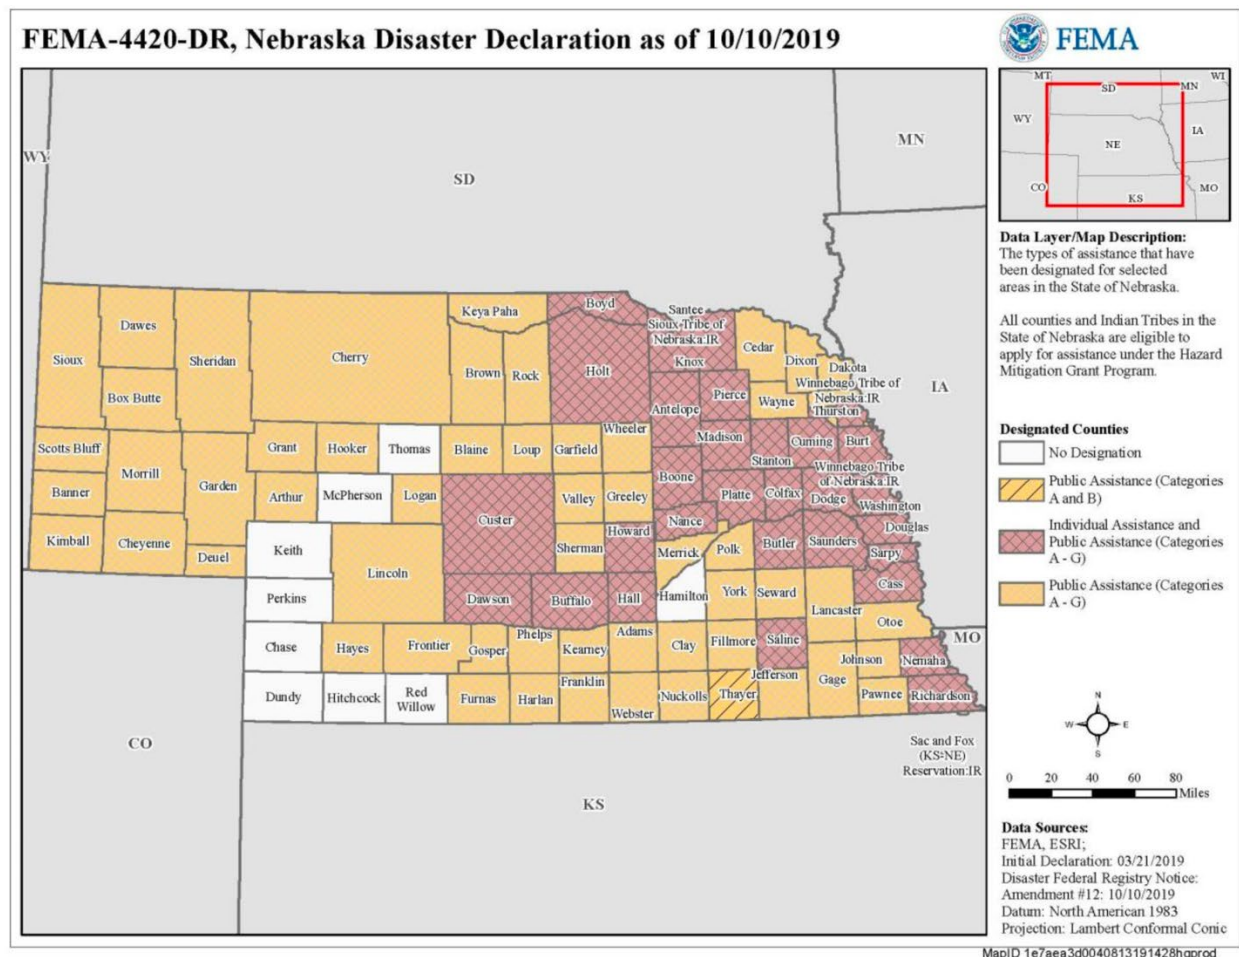 FEMA-4420-DR, Nebraska Disaster Declaration as of 10/10/2019
FEMA
MT
SD
MN
WI
WY
IA
NE
CO
MO
KS
WY
SD
MN
IA
MO
CO
KS
Sioux
Dawes
Box Butte
Sheridan
Cherry
Keya Paha
Brown
Rock
Boyd
Holt
Santee
Sioux Tribe of
Nebraska:IR
Knox
Cedar
Dixon
Dakota
Winnebago Tribe of
Nebraska:IR
Thurston
Wayne
Pierce
Antelope
Scotts Bluff
Banner
Kimball
Morrill
Cheyenne
Garden
Deuel
Grant
Hooker
Thomas
Blaine
Loup
Garfield
Wheeler
Madison
Stanton
Cuming
Burt
Winnebago Tribe
of Nebraska:IR
Boone
Platte
Colfax
Dodge
Washington
Arthur
McPherson
Logan
Custer
Valley
Greeley
Nance
Douglas
Keith
Lincoln
Sherman
Howard
Merrick
Polk
Butler
Saunders
Sarpy
Cass
Perkins
Dawson
Buffalo
Hall
Hamilton
York
Seward
Lancaster
Otoe
Chase
Hayes
Frontier
Gosper
Phelps
Kearney
Adams
Clay
Fillmore
Saline
Johnson
Nemaha
Dundy
Hitchcock
Red
Willow
Furnas
Harlan
Franklin
Webster
Nuckolls
Thayer
Jefferson
Gage
Pawnee
Richardson
Sac and Fox
(KS-NE)
Reservation:IR
Data Layer/Map Description:
The types of assistance that have
been designated for selected
areas in the State of Nebraska.
All counties and Indian Tribes in the
State of Nebraska are eligible to
apply for assistance under the Hazard
Mitigation Grant Program.
Designated Counties
No Designation
Public Assistance (Categories
A and B)
Individual Assistance and
Public Assistance (Categories
A - G)
Public Assistance (Categories
A - G)
N
W
E
S
0 20 40 60 80
Miles
Data Sources:
FEMA, ESRI;
Initial Declaration: 03/21/2019
Disaster Federal Registry Notice:
Amendment #12: 10/10/2019
Datum: North American 1983
Projection: Lambert Conformal Conic
MapID 1e7aea3d0040813191428hqprod